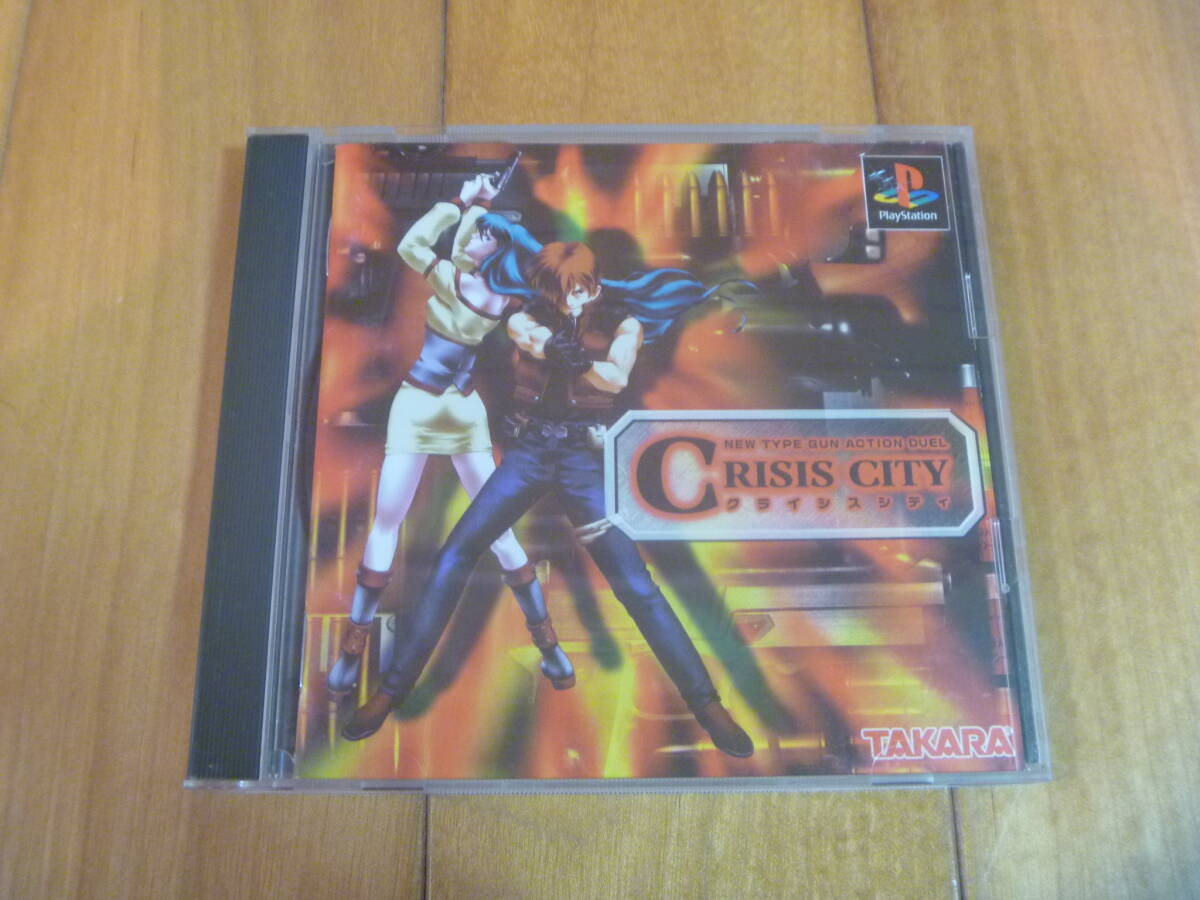 PlayStation
NEW TYPE GUN ACTION DUEL
CRISIS CITY
クライシスシティ
TAKARA